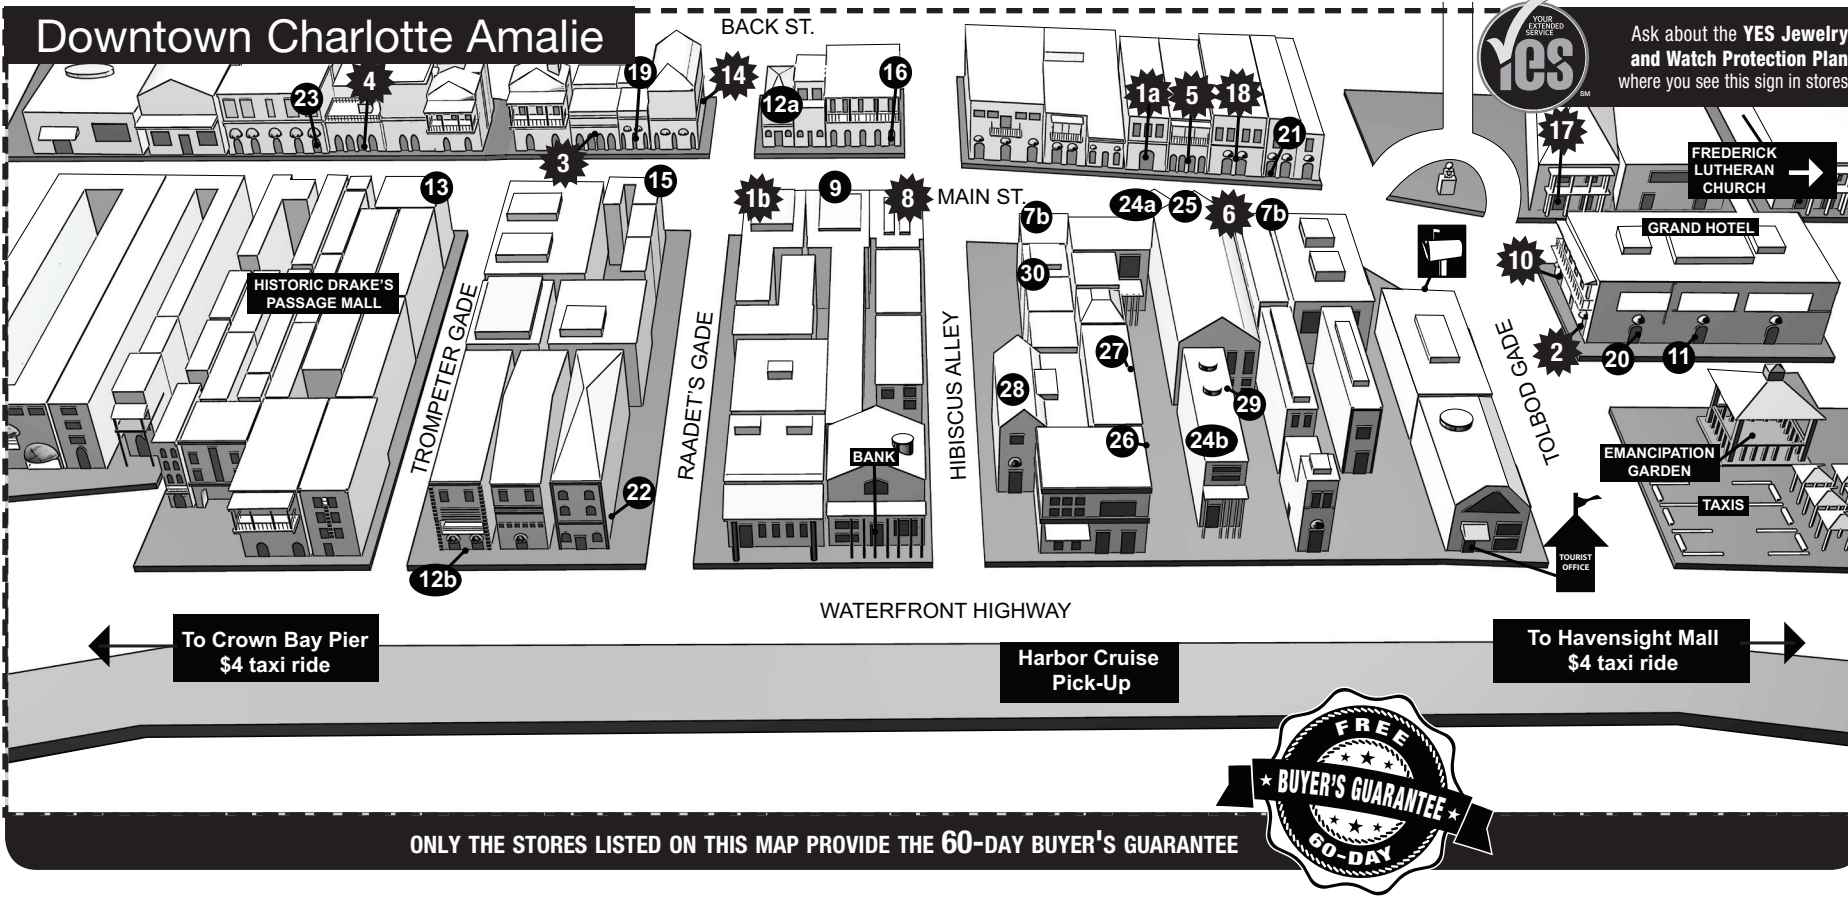 Downtown Charlotte Amalie
BACK ST.
YOUR
EXTENDED
SERVICE
YES
SM
Ask about the YES Jewelry
and Watch Protection Plan
where you see this sign in stores
4
23
19
14
3
12a
16
1a
5
18
21
17
FREDERICK
LUTHERAN
CHURCH
13
15
1b
9
8
MAIN ST.
7b
24a
25
6
7b
GRAND HOTEL
10
2
20
11
HISTORIC DRAKE'S
PASSAGE MALL
TROMPETER GADE
RAADET'S GADE
HIBISCUS ALLEY
TOLBOD GADE
30
27
28
29
26
24b
BANK
22
12b
EMANCIPATION
GARDEN
TAXIS
TOURIST
OFFICE
WATERFRONT HIGHWAY
To Crown Bay Pier
$4 taxi ride
Harbor Cruise
Pick-Up
To Havensight Mall
$4 taxi ride
FREE
BUYER'S GUARANTEE
60-DAY
ONLY THE STORES LISTED ON THIS MAP PROVIDE THE 60-DAY BUYER'S GUARANTEE